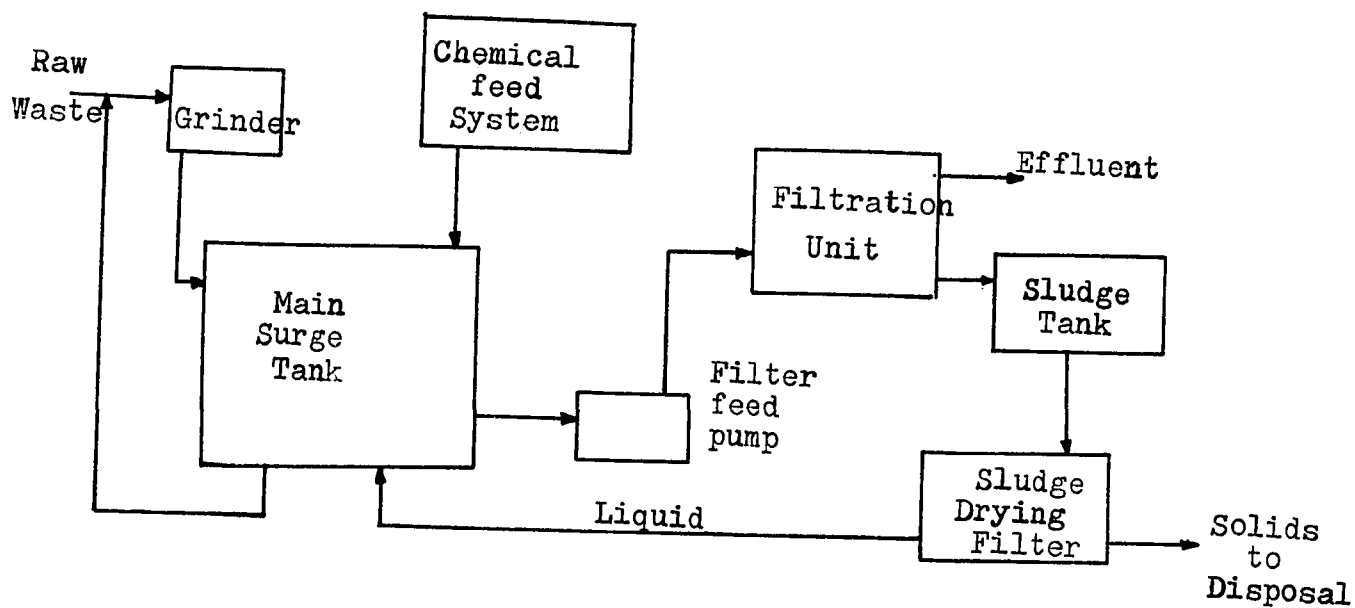 Raw
Waste
Grinder
Chemical
feed
System
Main
Surge
Tank
Filter
feed
pump
Filtration
Unit
Effluent
Sludge
Tank
Sludge
Drying
Filter
Liquid
Solids
to
Disposal